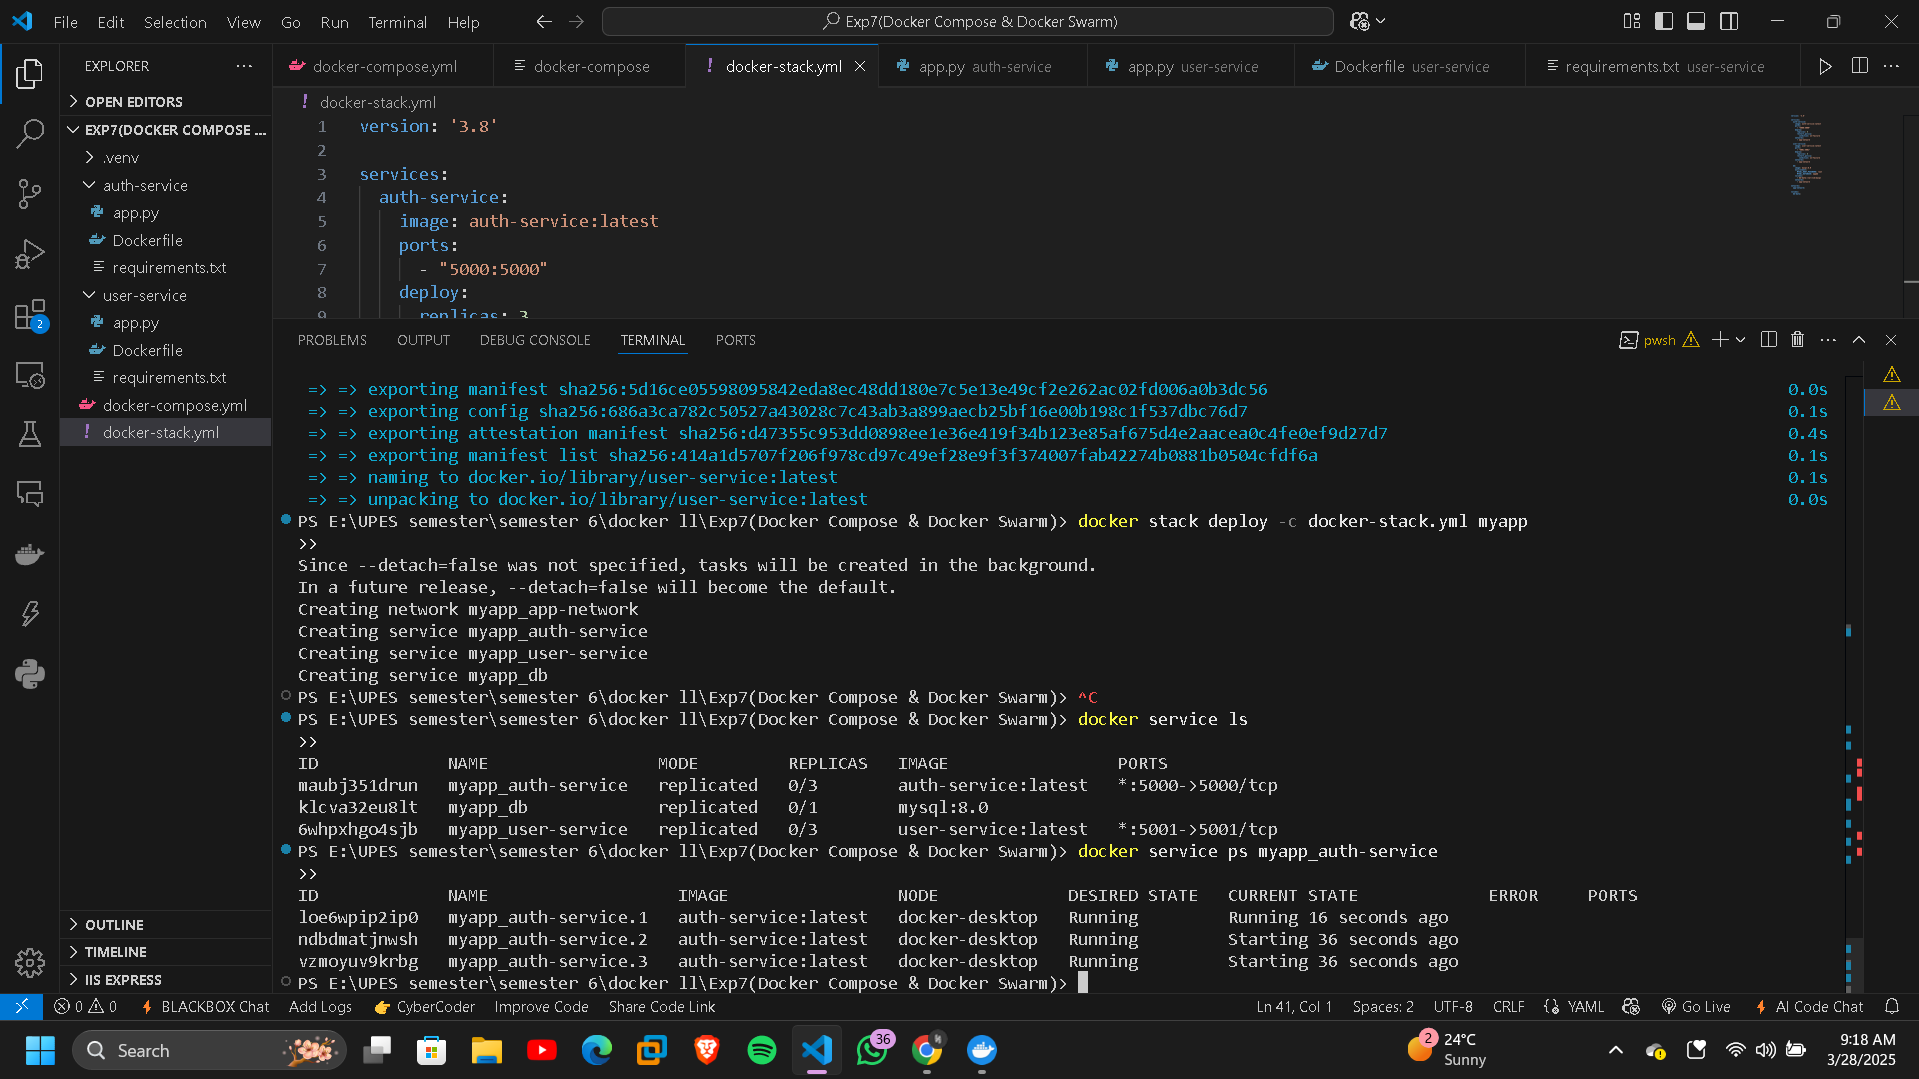 File Edit Selection View Go Run Terminal Help
Exp7(Docker Compose & Docker Swarm)
EXPLORER
OPEN EDITORS
EXP7(DOCKER COMPOSE ...
.venv
auth-service
app.py
Dockerfile
requirements.txt
user-service
app.py
Dockerfile
requirements.txt
docker-compose.yml
docker-stack.yml
OUTLINE
TIMELINE
IIS EXPRESS
2
docker-compose.yml docker-compose docker-stack.yml app.py auth-service app.py user-service Dockerfile user-service requirements.txt user-service
docker-stack.yml
1 version: '3.8'
2
3 services:
4 auth-service:
5 image: auth-service:latest
6 ports:
7 - "5000:5000"
8 deploy:
9 replicas: 3
PROBLEMS OUTPUT DEBUG CONSOLE TERMINAL PORTS
pwsh
=> => exporting manifest sha256:5d16ce05598095842eda8ec48dd180e7c5e13e49cf2e262ac02fd006a0b3dc56 0.0s
=> => exporting config sha256:686a3ca782c50527a43028c7c43ab3a899aecb25bf16e00b198c1f537dbc76d7 0.1s
=> => exporting attestation manifest sha256:d47355c953dd0898ee1e36e419f34b123e85af675d4e2aacea0c4fe0ef9d27d7 0.4s
=> => exporting manifest list sha256:414a1d5707f206f978cd97c49ef28e9f3f374007fab42274b0881b0504cfdf6a 0.1s
=> => naming to docker.io/library/user-service:latest 0.1s
=> => unpacking to docker.io/library/user-service:latest 0.0s
PS E:\UPES semester\semester 6\docker ll\Exp7(Docker Compose & Docker Swarm)> docker stack deploy -c docker-stack.yml myapp
>>
Since --detach=false was not specified, tasks will be created in the background.
In a future release, --detach=false will become the default.
Creating network myapp_app-network
Creating service myapp_auth-service
Creating service myapp_user-service
Creating service myapp_db
PS E:\UPES semester\semester 6\docker ll\Exp7(Docker Compose & Docker Swarm)> ^C
PS E:\UPES semester\semester 6\docker ll\Exp7(Docker Compose & Docker Swarm)> docker service ls
>>
ID NAME MODE REPLICAS IMAGE PORTS
maubj351drun myapp_auth-service replicated 0/3 auth-service:latest *:5000->5000/tcp
klcva32eu8lt myapp_db replicated 0/1 mysql:8.0
6whpxhgo4sjb myapp_user-service replicated 0/3 user-service:latest *:5001->5001/tcp
PS E:\UPES semester\semester 6\docker ll\Exp7(Docker Compose & Docker Swarm)> docker service ps myapp_auth-service
>>
ID NAME IMAGE NODE DESIRED STATE CURRENT STATE ERROR PORTS
loe6wpip2ip0 myapp_auth-service.1 auth-service:latest docker-desktop Running Running 16 seconds ago
ndbdmatjnwsh myapp_auth-service.2 auth-service:latest docker-desktop Running Starting 36 seconds ago
vzmoyuv9krbg myapp_auth-service.3 auth-service:latest docker-desktop Running Starting 36 seconds ago
PS E:\UPES semester\semester 6\docker ll\Exp7(Docker Compose & Docker Swarm)>
0 0 BLACKBOX Chat Add Logs CyberCoder Improve Code Share Code Link Ln 41, Col 1 Spaces: 2 UTF-8 CRLF YAML Go Live AI Code Chat
Search
36
2
24°C
Sunny
9:18 AM
3/28/2025